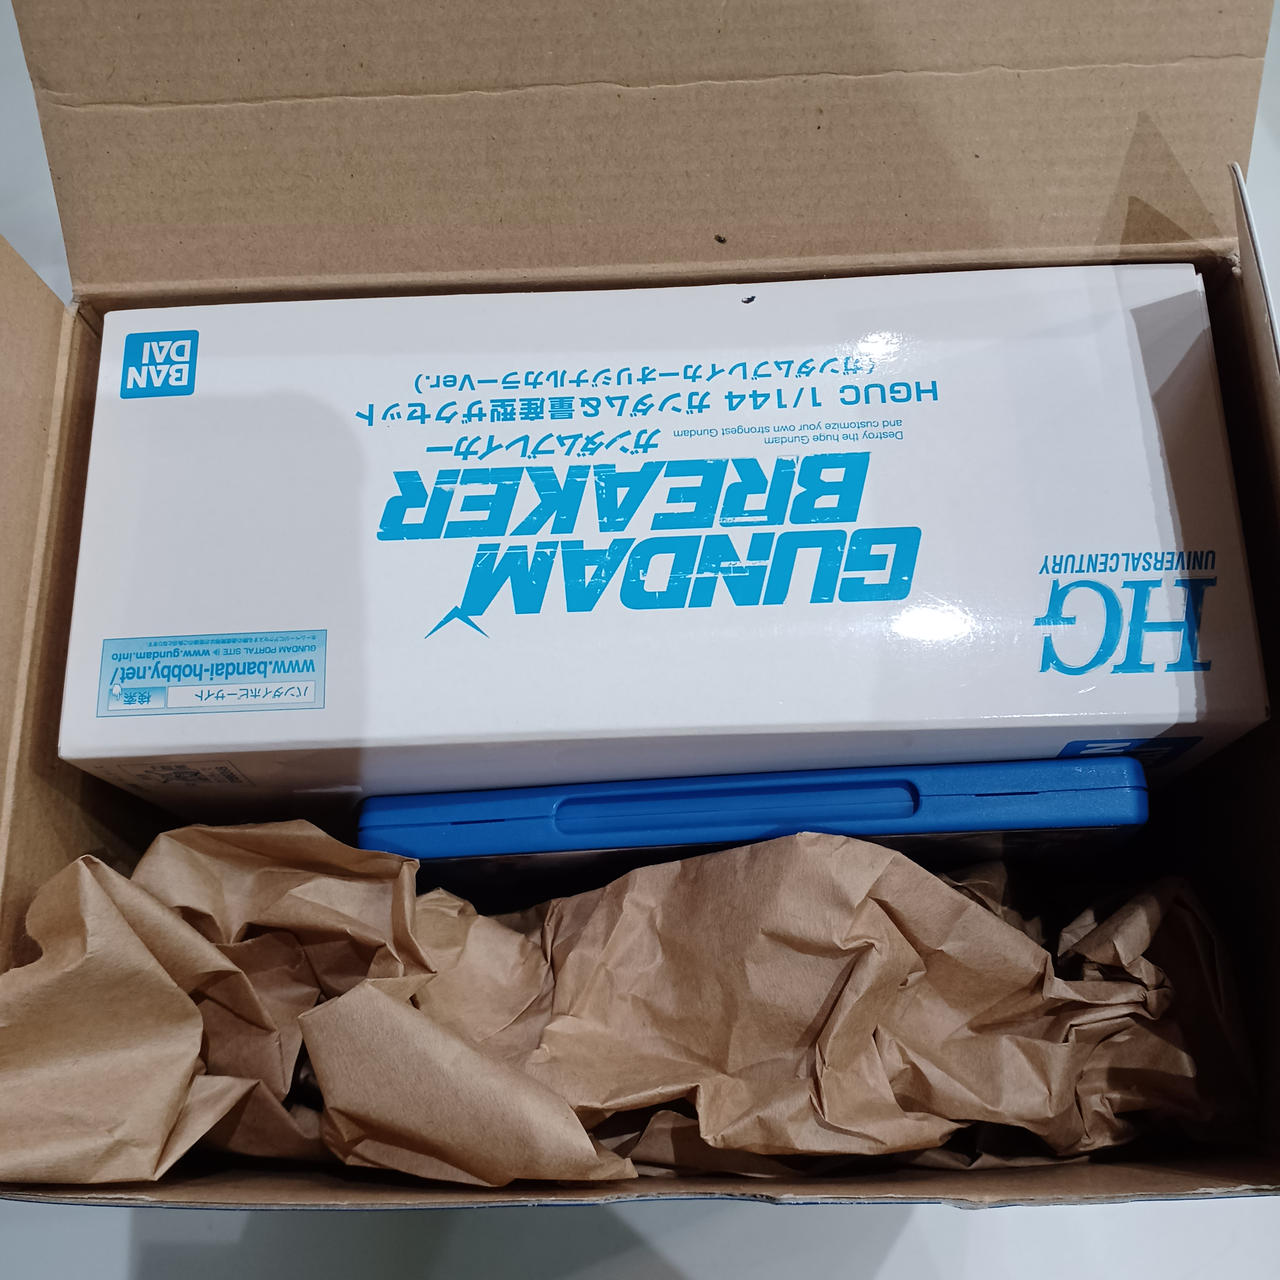 HG
UNIVERSALCENTURY
GUNDAM
BREAKER
ガンダムブレイカー
Destroy the huge Gundam
and customize your own strongest Gundam
HGUC 1/144 ガンダム&量産型ザクセット
(ガンダムブレイカーオリジナルカラーVer.)
バンダイホビーサイト 検索
www.bandai-hobby.net/
GUNDAM PORTAL SITE www.gundam.info
BAN
DAI